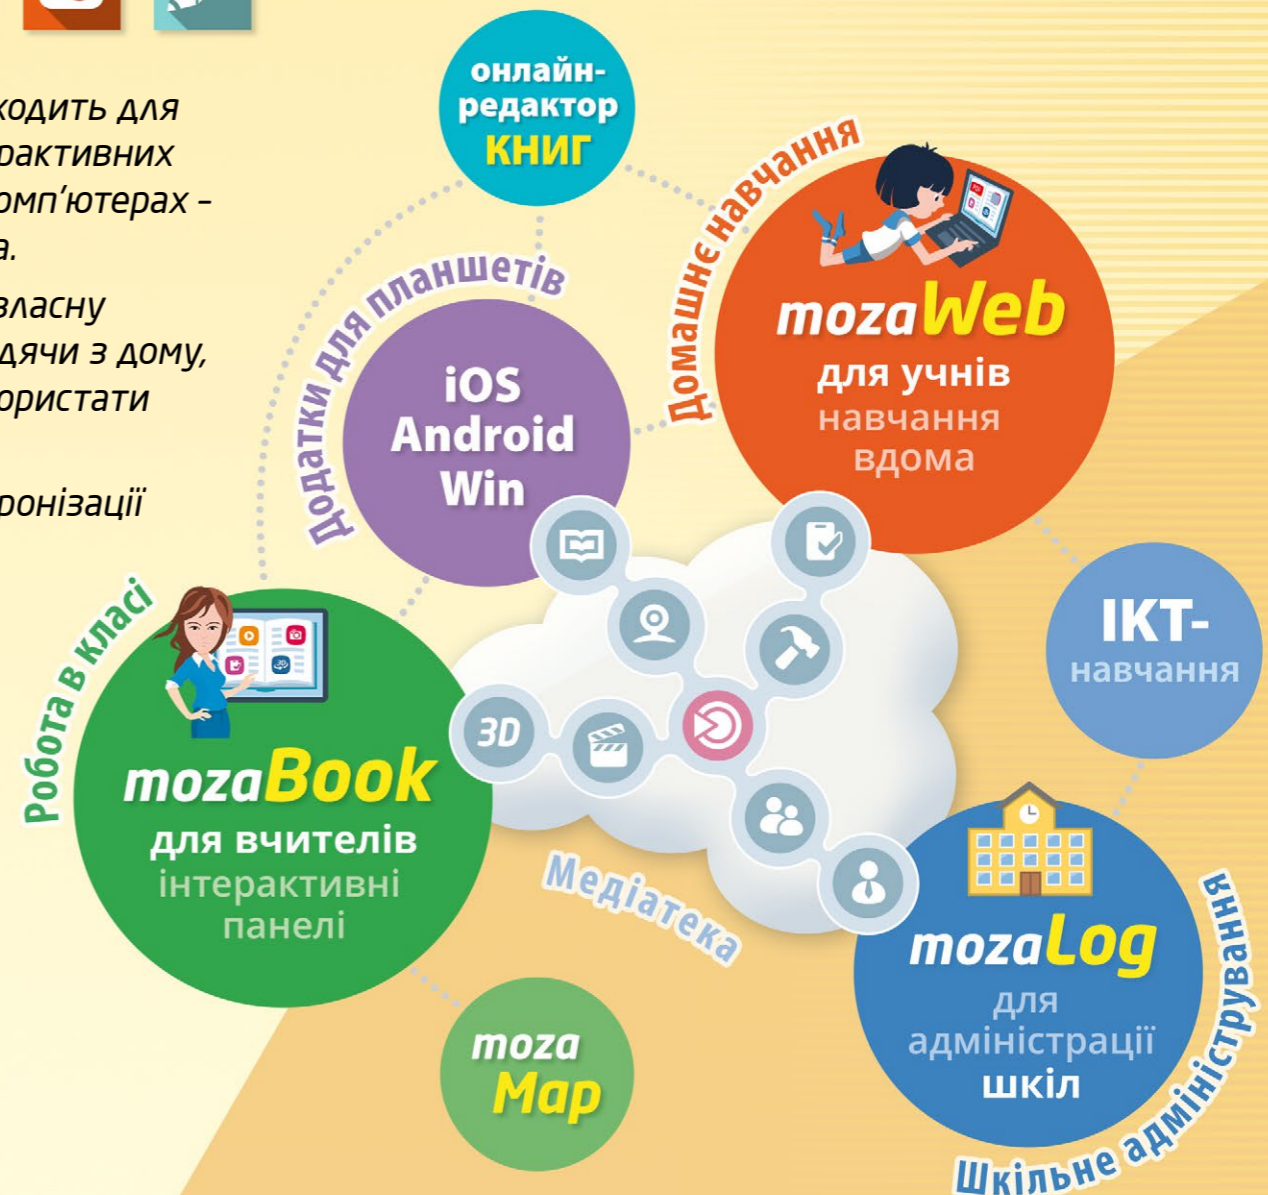 ходить для
рактивних
омп'ютерах –
а.
власну
дячи з дому,
ористати
ронізації
онлайн-
редактор
КНИГ
Додатки для планшетів
iOS
Android
Win
Домашнє навчання
mozaWeb
для учнів
навчання
вдома
ІКТ-
навчання
Робота в класі
mozaBook
для вчителів
інтерактивні
панелі
3D
Медіатека
moza
Map
mozaLog
для
адміністрації
шкіл
Шкільне адміністрування